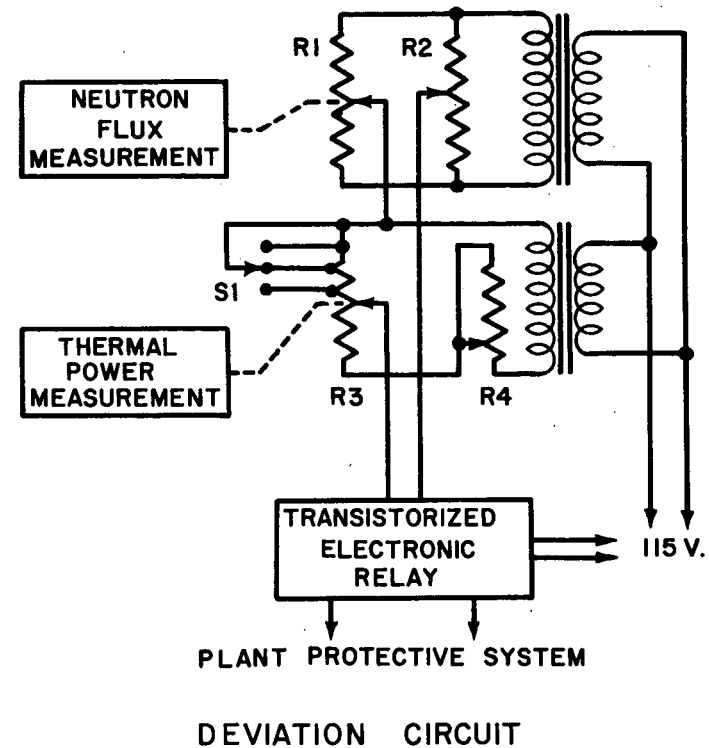 R1
R2
NEUTRON
FLUX
MEASUREMENT
S1
THERMAL
POWER
MEASUREMENT
R3
R4
TRANSISTORIZED
ELECTRONIC
RELAY
115 V.
PLANT PROTECTIVE SYSTEM
DEVIATION CIRCUIT